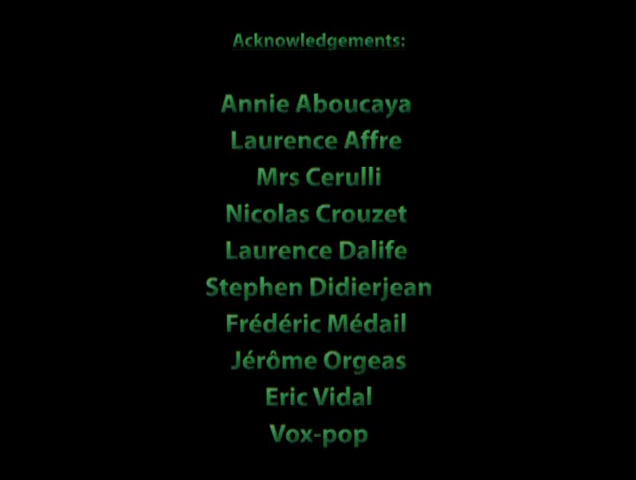 Acknowledgements:
Annie Aboucaya
Laurence Affre
Mrs Cerulli
Nicolas Crouzet
Laurence Dalife
Stephen Didierjean
Frédéric Médail
Jérôme Orgeas
Eric Vidal
Vox-pop